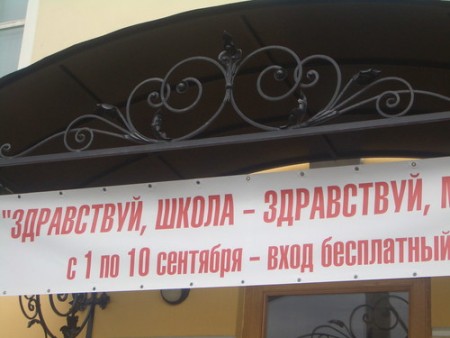 "ЗДРАВСТВУЙ, ШКОЛА – ЗДРАВСТВУЙ,
с 1 по 10 сентября – вход бесплатный